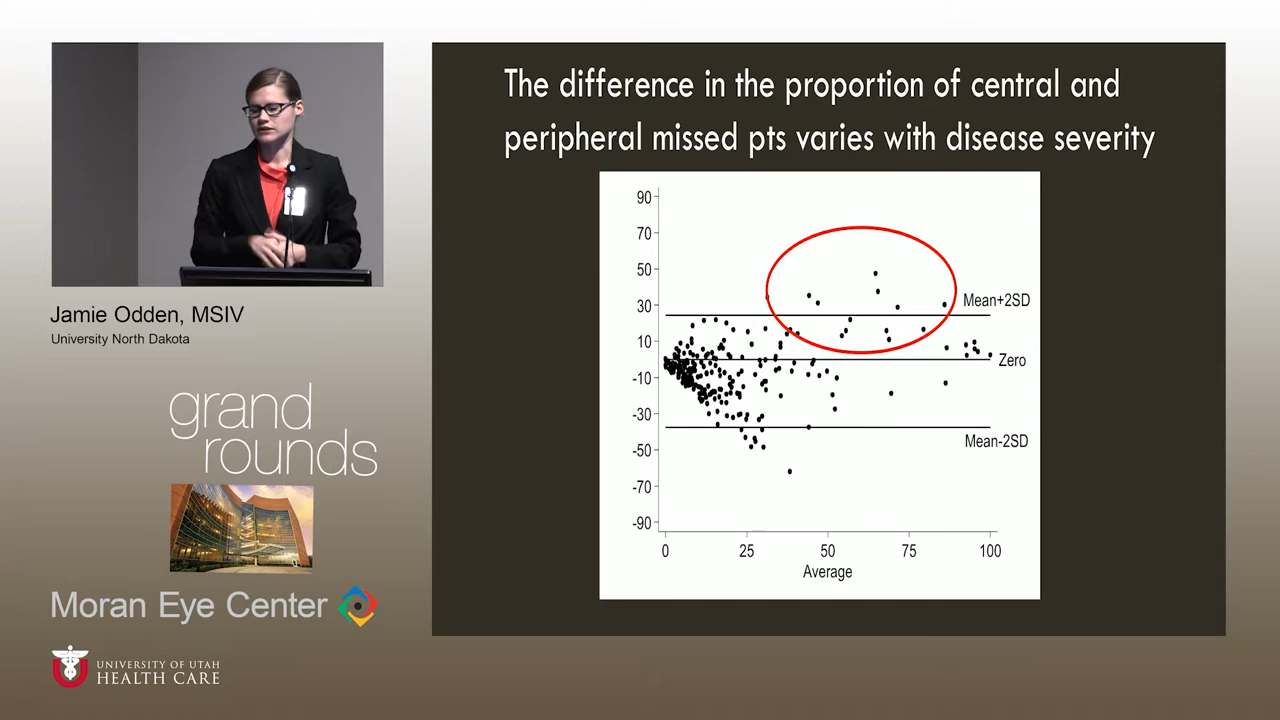 The difference in the proportion of central and
peripheral missed pts varies with disease severity
90
70
50
30
10
-10
-30
-50
-70
-90
Mean+2SD
Zero
Mean-2SD
0 25 50 75 100
Average
Jamie Odden, MSIV
University North Dakota
grand
rounds
Moran Eye Center
U
UNIVERSITY OF UTAH
HEALTH CARE